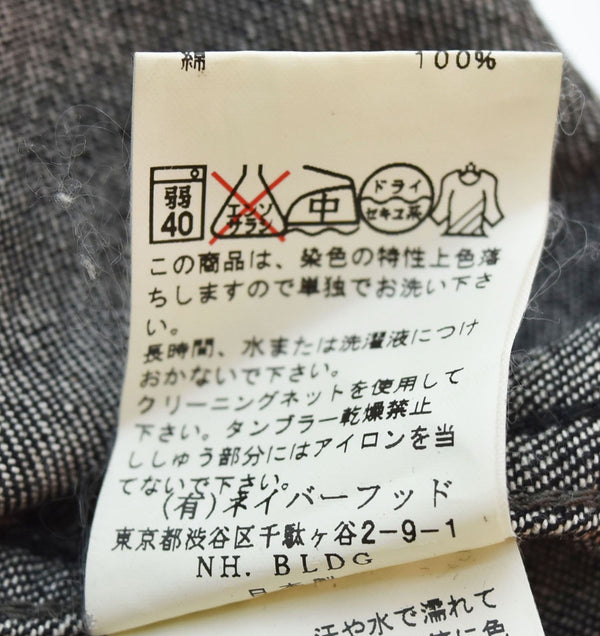 綿 100%
弱 40 エンソ サラシ 中 ドライ セキユ系
この商品は、染色の特性上色落
ちしますので単独でお洗い下さ
い。
長時間、水または洗濯液につけ
おかないで下さい。
クリーニングネットを使用して
下さい。タンブラー乾燥禁止
ししゅう部分にはアイロンを当
てないで下さい。
(有)ネイバーフッド
東京都渋谷区千駄ヶ谷2-9-1
NH. BLDG
汗や水で濡れて